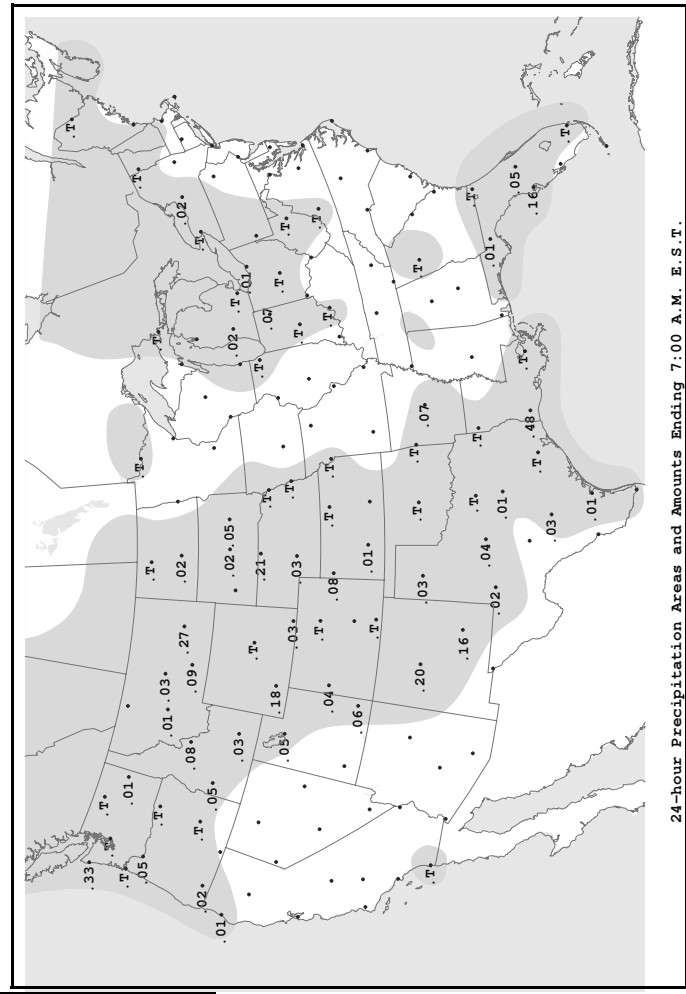 T
.33
T
T
T
.01
T
T
.05
T
T
T
.03
.01
.02
.02
.27
.08
.09
T
T
.02
.05
.01
.02
.05
.02
T
.03
.01
T
T
.21
.07
T
.18
T
.05
T
T
.03
.03
T
T
T
T
.04
T
T
.08
.06
.01
T
T
T
T
.20
.03
.07
T
.16
T
T
T
.04
.01
.02
.01
.05
T
.48
.16
T
.03
T
.01
24-hour Precipitation Areas and Amounts Ending 7:00 A.M. E.S.T.